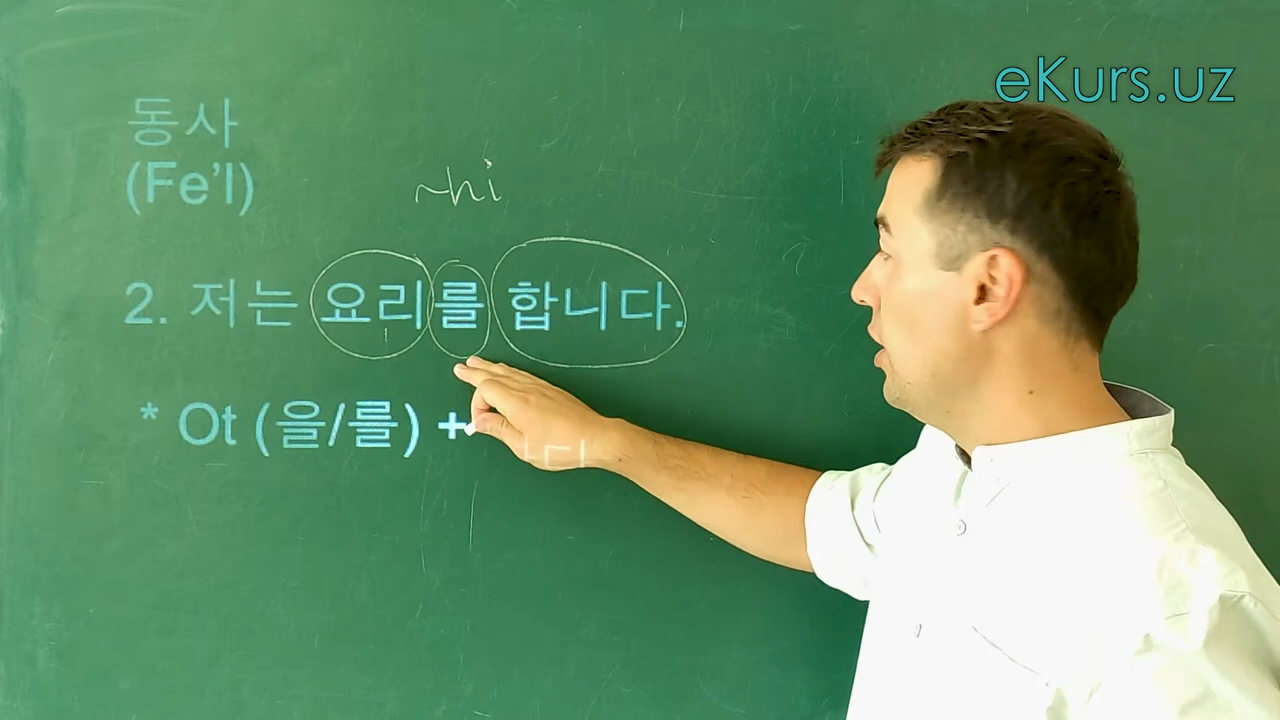 eKurs.uz
동사
(Fe'l)
~ni
2. 저는 요리를 합니다.
* Ot (을/를) +